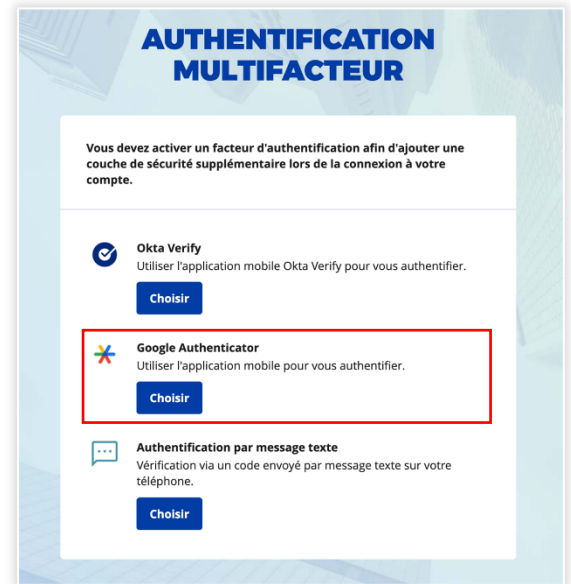 AUTHENTIFICATION
MULTIFACTEUR
Vous devez activer un facteur d'authentification afin d'ajouter une
couche de sécurité supplémentaire lors de la connexion à votre
compte.
Okta Verify
Utiliser l'application mobile Okta Verify pour vous authentifier.
Choisir
Google Authenticator
Utiliser l'application mobile pour vous authentifier.
Choisir
Authentification par message texte
Vérification via un code envoyé par message texte sur votre
téléphone.
Choisir